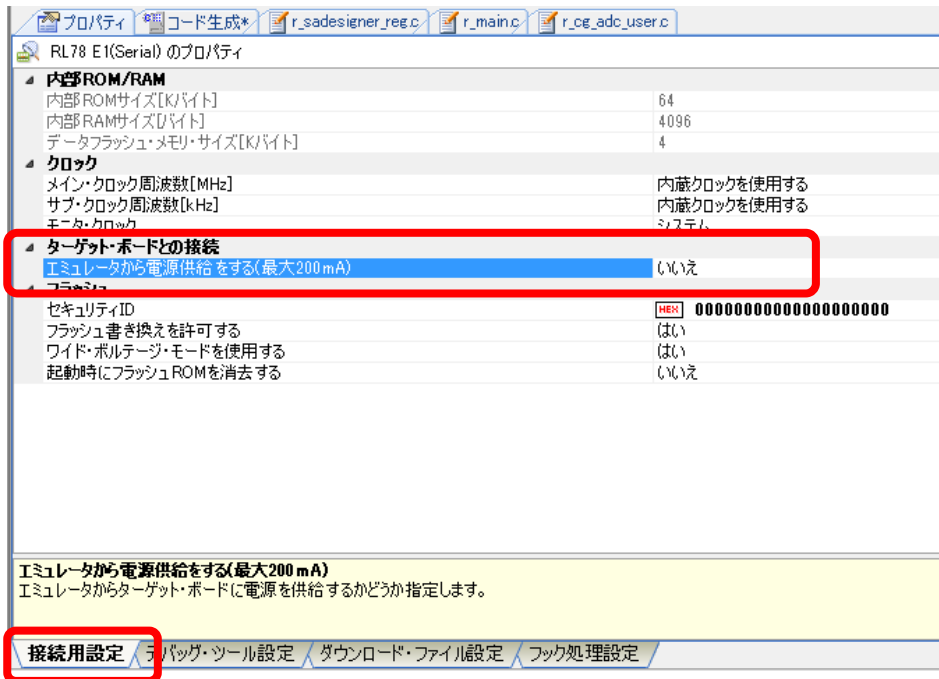 プロパティ コード生成* r_sadesigner_reg.c r_main.c r_cg_adc_user.c
RL78 E1(Serial) のプロパティ
内部ROM/RAM
内部ROMサイズ[Kバイト] 64
内部RAMサイズ[バイト] 4096
データフラッシュ・メモリ・サイズ[Kバイト] 4
クロック
メイン・クロック周波数[MHz] 内蔵クロックを使用する
サブ・クロック周波数[kHz] 内蔵クロックを使用する
モニタ・クロック システム
ターゲット・ボードとの接続
エミュレータから電源供給をする(最大200mA) いいえ
フラッシュ
セキュリティID HEX 00000000000000000000
フラッシュ書き換えを許可する はい
ワイド・ボルテージ・モードを使用する はい
起動時にフラッシュROMを消去する いいえ
エミュレータから電源供給をする(最大200mA)
エミュレータからターゲット・ボードに電源を供給するかどうか指定します。
接続用設定 デバッグ・ツール設定 ダウンロード・ファイル設定 フック処理設定